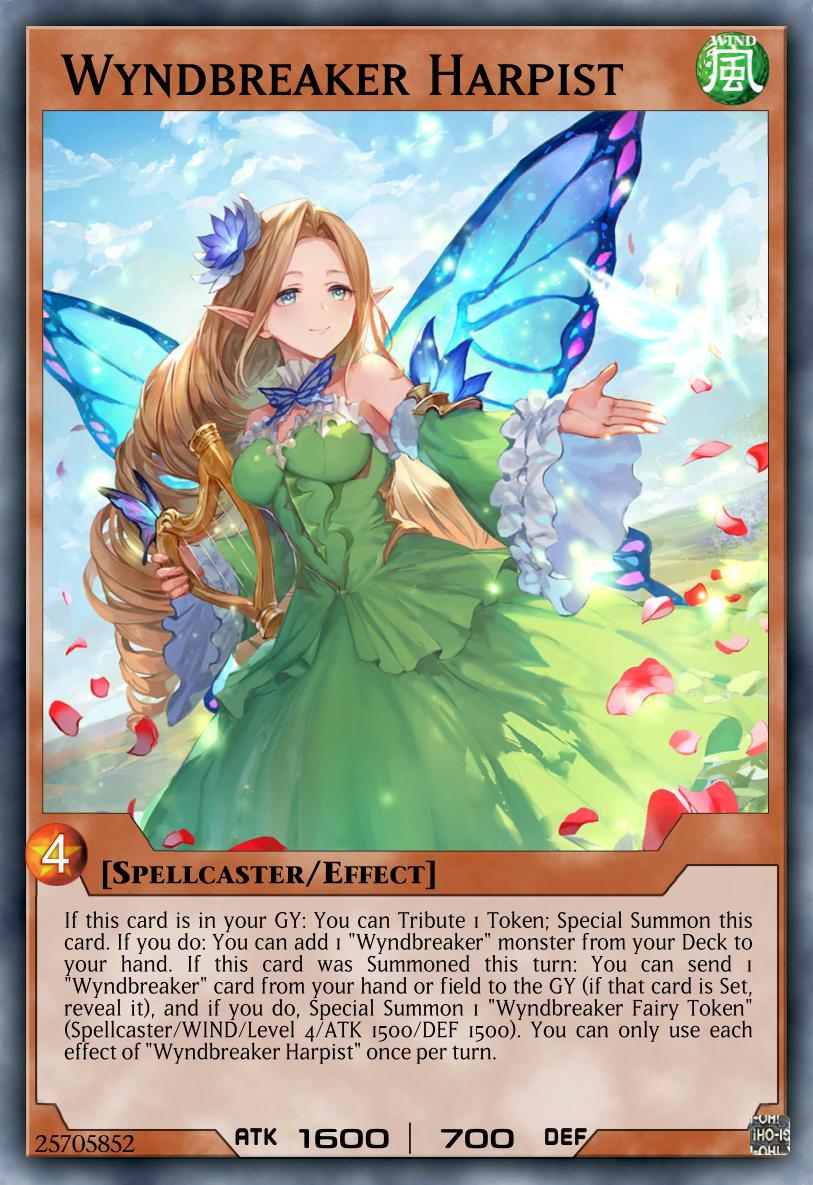 Wyndbreaker Harpist
WIND
風
4
[Spellcaster/Effect]
If this card is in your GY: You can Tribute 1 Token; Special Summon this
card. If you do: You can add 1 "Wyndbreaker" monster from your Deck to
your hand. If this card was Summoned this turn: You can send 1
"Wyndbreaker" card from your hand or field to the GY (if that card is Set,
reveal it), and if you do, Special Summon 1 "Wyndbreaker Fairy Token"
(Spellcaster/WIND/Level 4/ATK 1500/DEF 1500). You can only use each
effect of "Wyndbreaker Harpist" once per turn.
25705852
ATK 1600 | 700 DEF